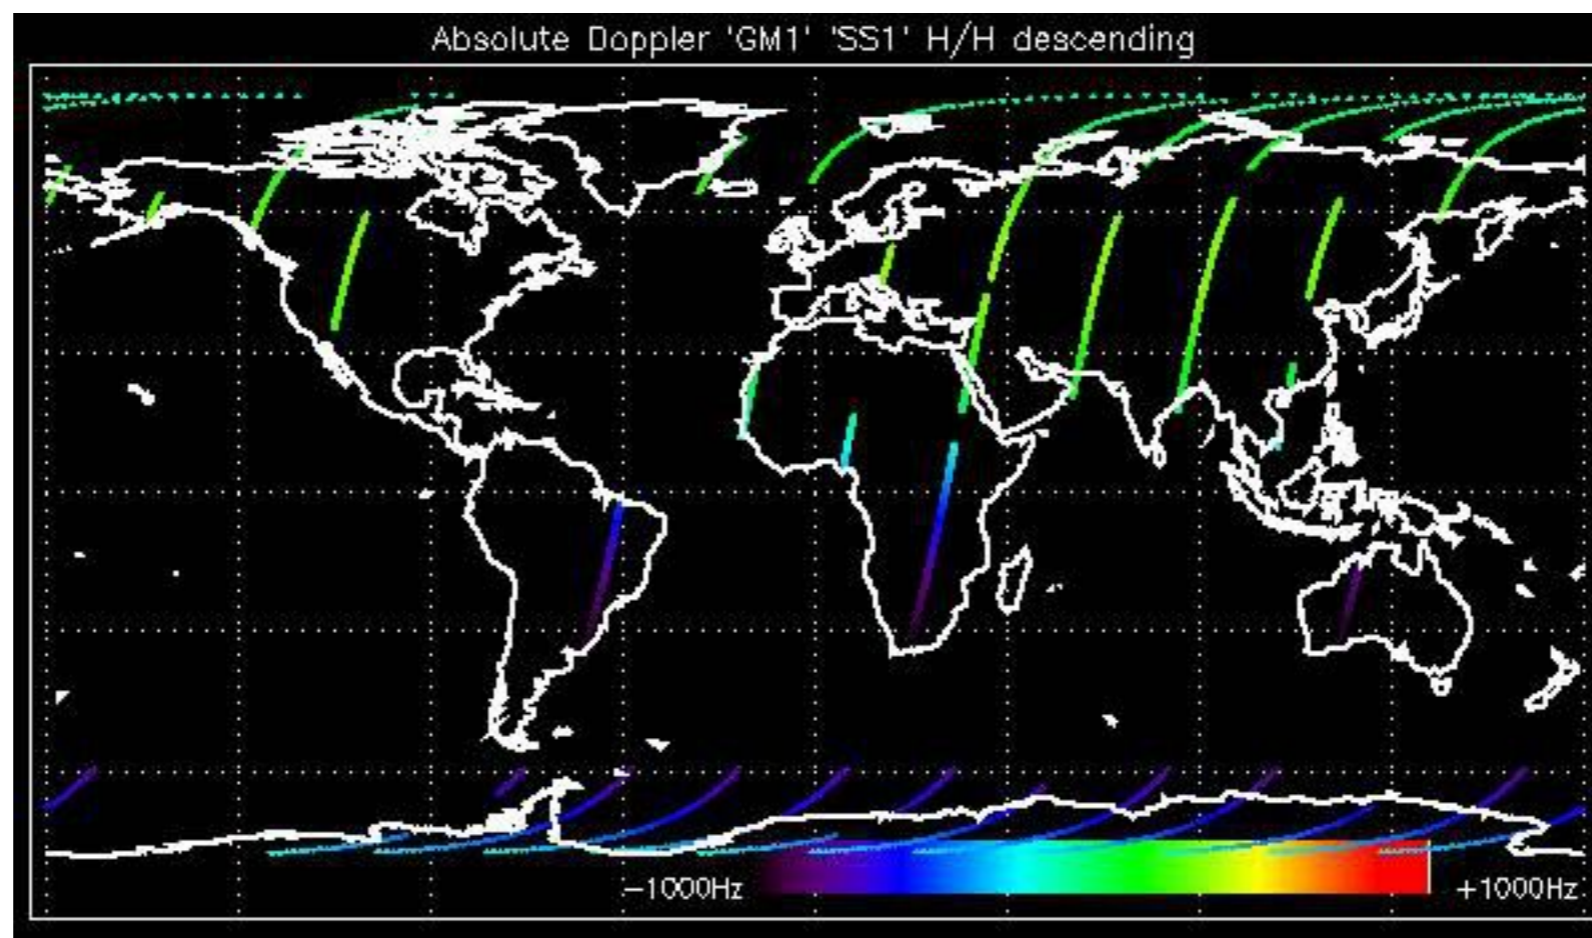 Absolute Doppler 'GM1' 'SS1' H/H descending
−1000Hz
+1000Hz